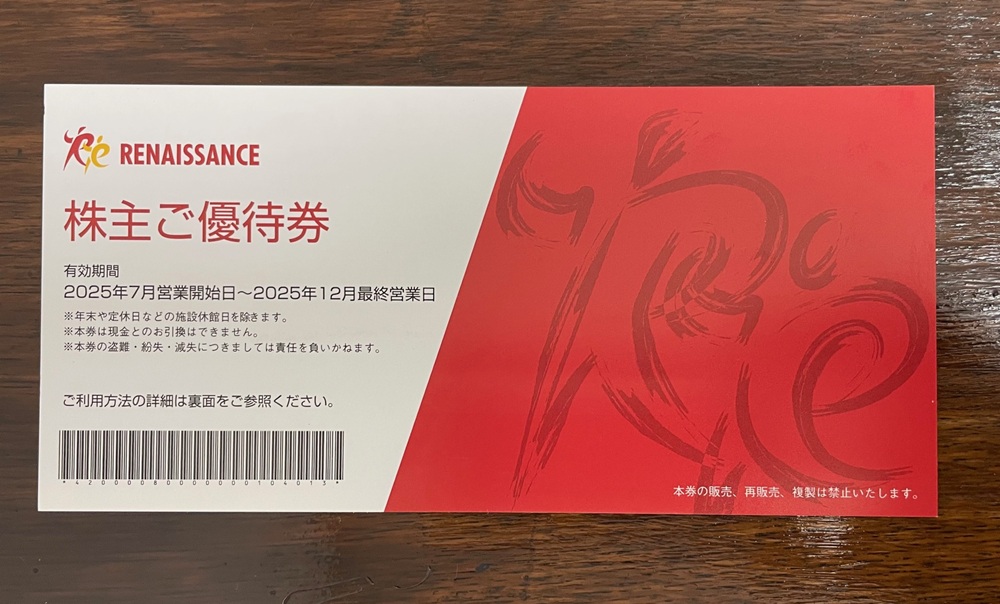 RENAISSANCE
株主ご優待券
有効期間
2025年7月営業開始日〜2025年12月最終営業日
※年末や定休日などの施設休館日を除きます。
※本券は現金とのお引換はできません。
※本券の盗難・紛失・滅失につきましては責任を負いかねます。
ご利用方法の詳細は裏面をご参照ください。
本券の販売、再販売、複製は禁止いたします。